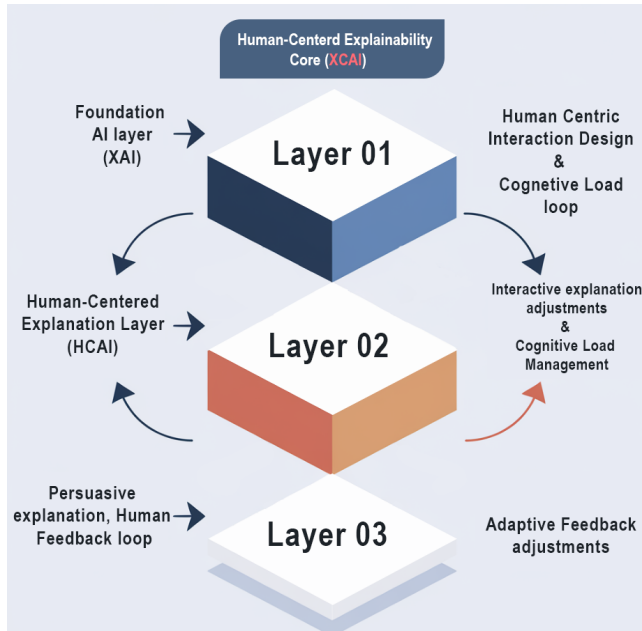 Human-Centerd Explainability
Core (XCAI)
Foundation
AI layer
(XAI)
Layer 01
Human Centric
Interaction Design
&
Cognetive Load
loop
Human-Centered
Explanation Layer
(HCAI)
Layer 02
Interactive explanation
adjustments
&
Cognitive Load
Management
Persuasive
explanation, Human
Feedback loop
Layer 03
Adaptive Feedback
adjustments